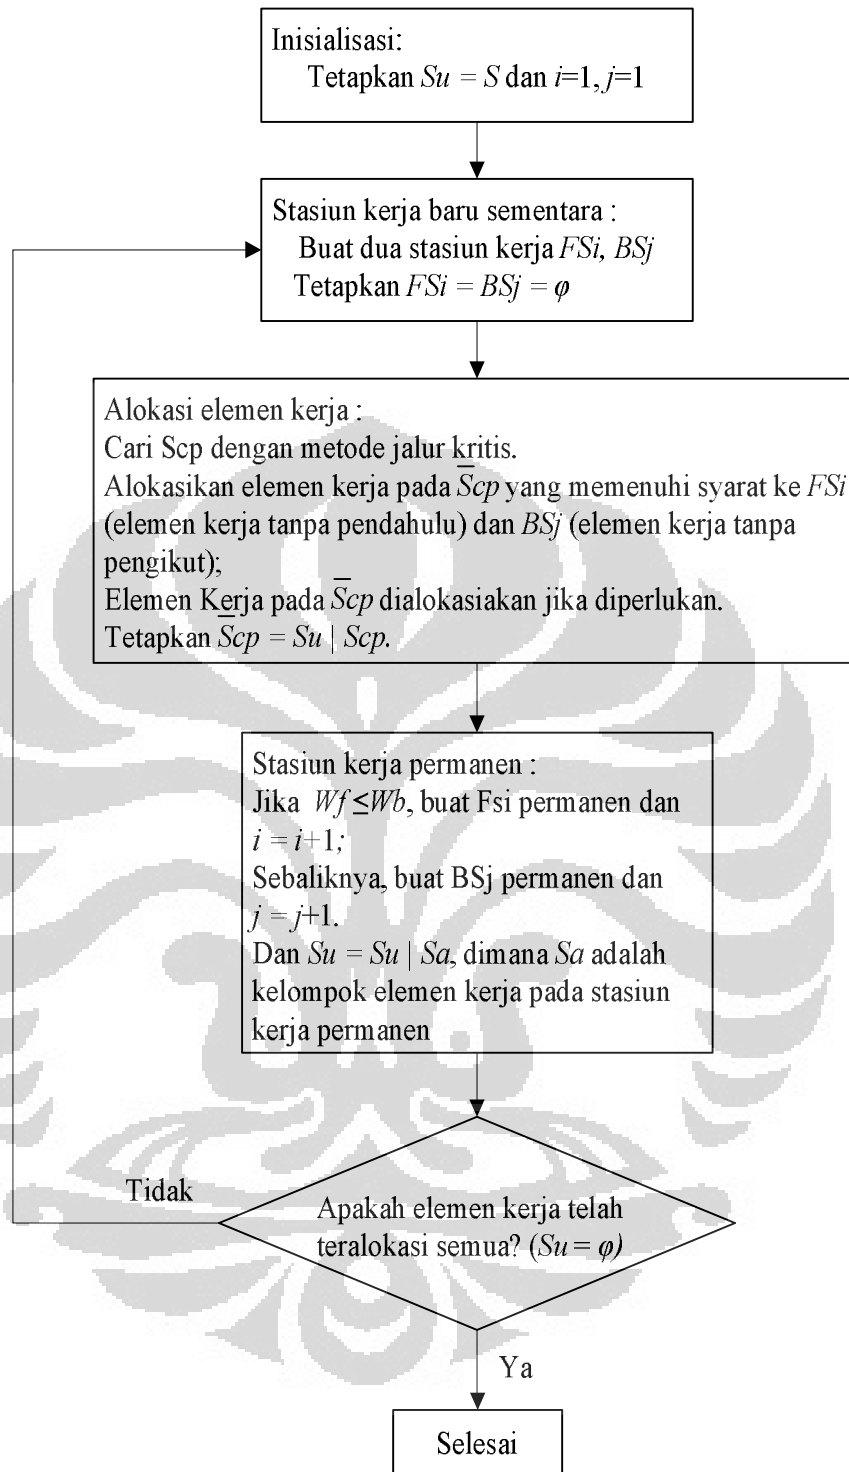 Inisialisasi:
Tetapkan Su = S dan i=1, j=1
Stasiun kerja baru sementara :
Buat dua stasiun kerja FSi, BSj
Tetapkan FSi = BSj = φ
Alokasi elemen kerja :
Cari Scp dengan metode jalur kritis.
Alokasikan elemen kerja pada S̅cp yang memenuhi syarat ke FSi
(elemen kerja tanpa pendahulu) dan BSj (elemen kerja tanpa
pengikut);
Elemen Kerja pada S̅cp dialokasiakan jika diperlukan.
Tetapkan S̅cp = Su | Scp.
Stasiun kerja permanen :
Jika Wf ≤ Wb, buat Fsi permanen dan
i = i+1;
Sebaliknya, buat BSj permanen dan
j = j+1.
Dan Su = Su | Sa, dimana Sa adalah
kelompok elemen kerja pada stasiun
kerja permanen
Tidak
Apakah elemen kerja telah
teralokasi semua? (Su = φ)
Ya
Selesai